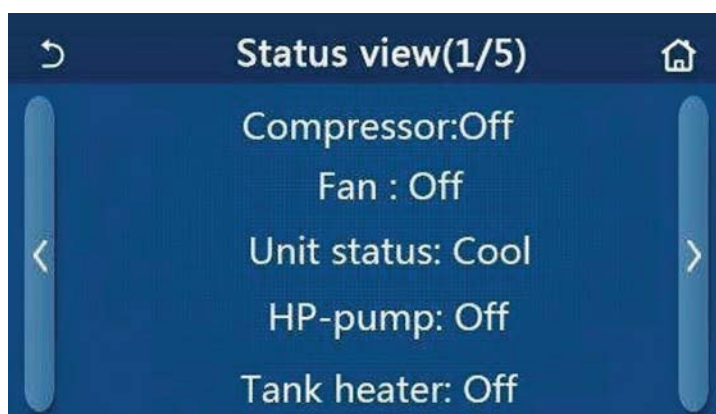 Status view(1/5)
Compressor:Off
Fan : Off
Unit status: Cool
HP-pump: Off
Tank heater: Off